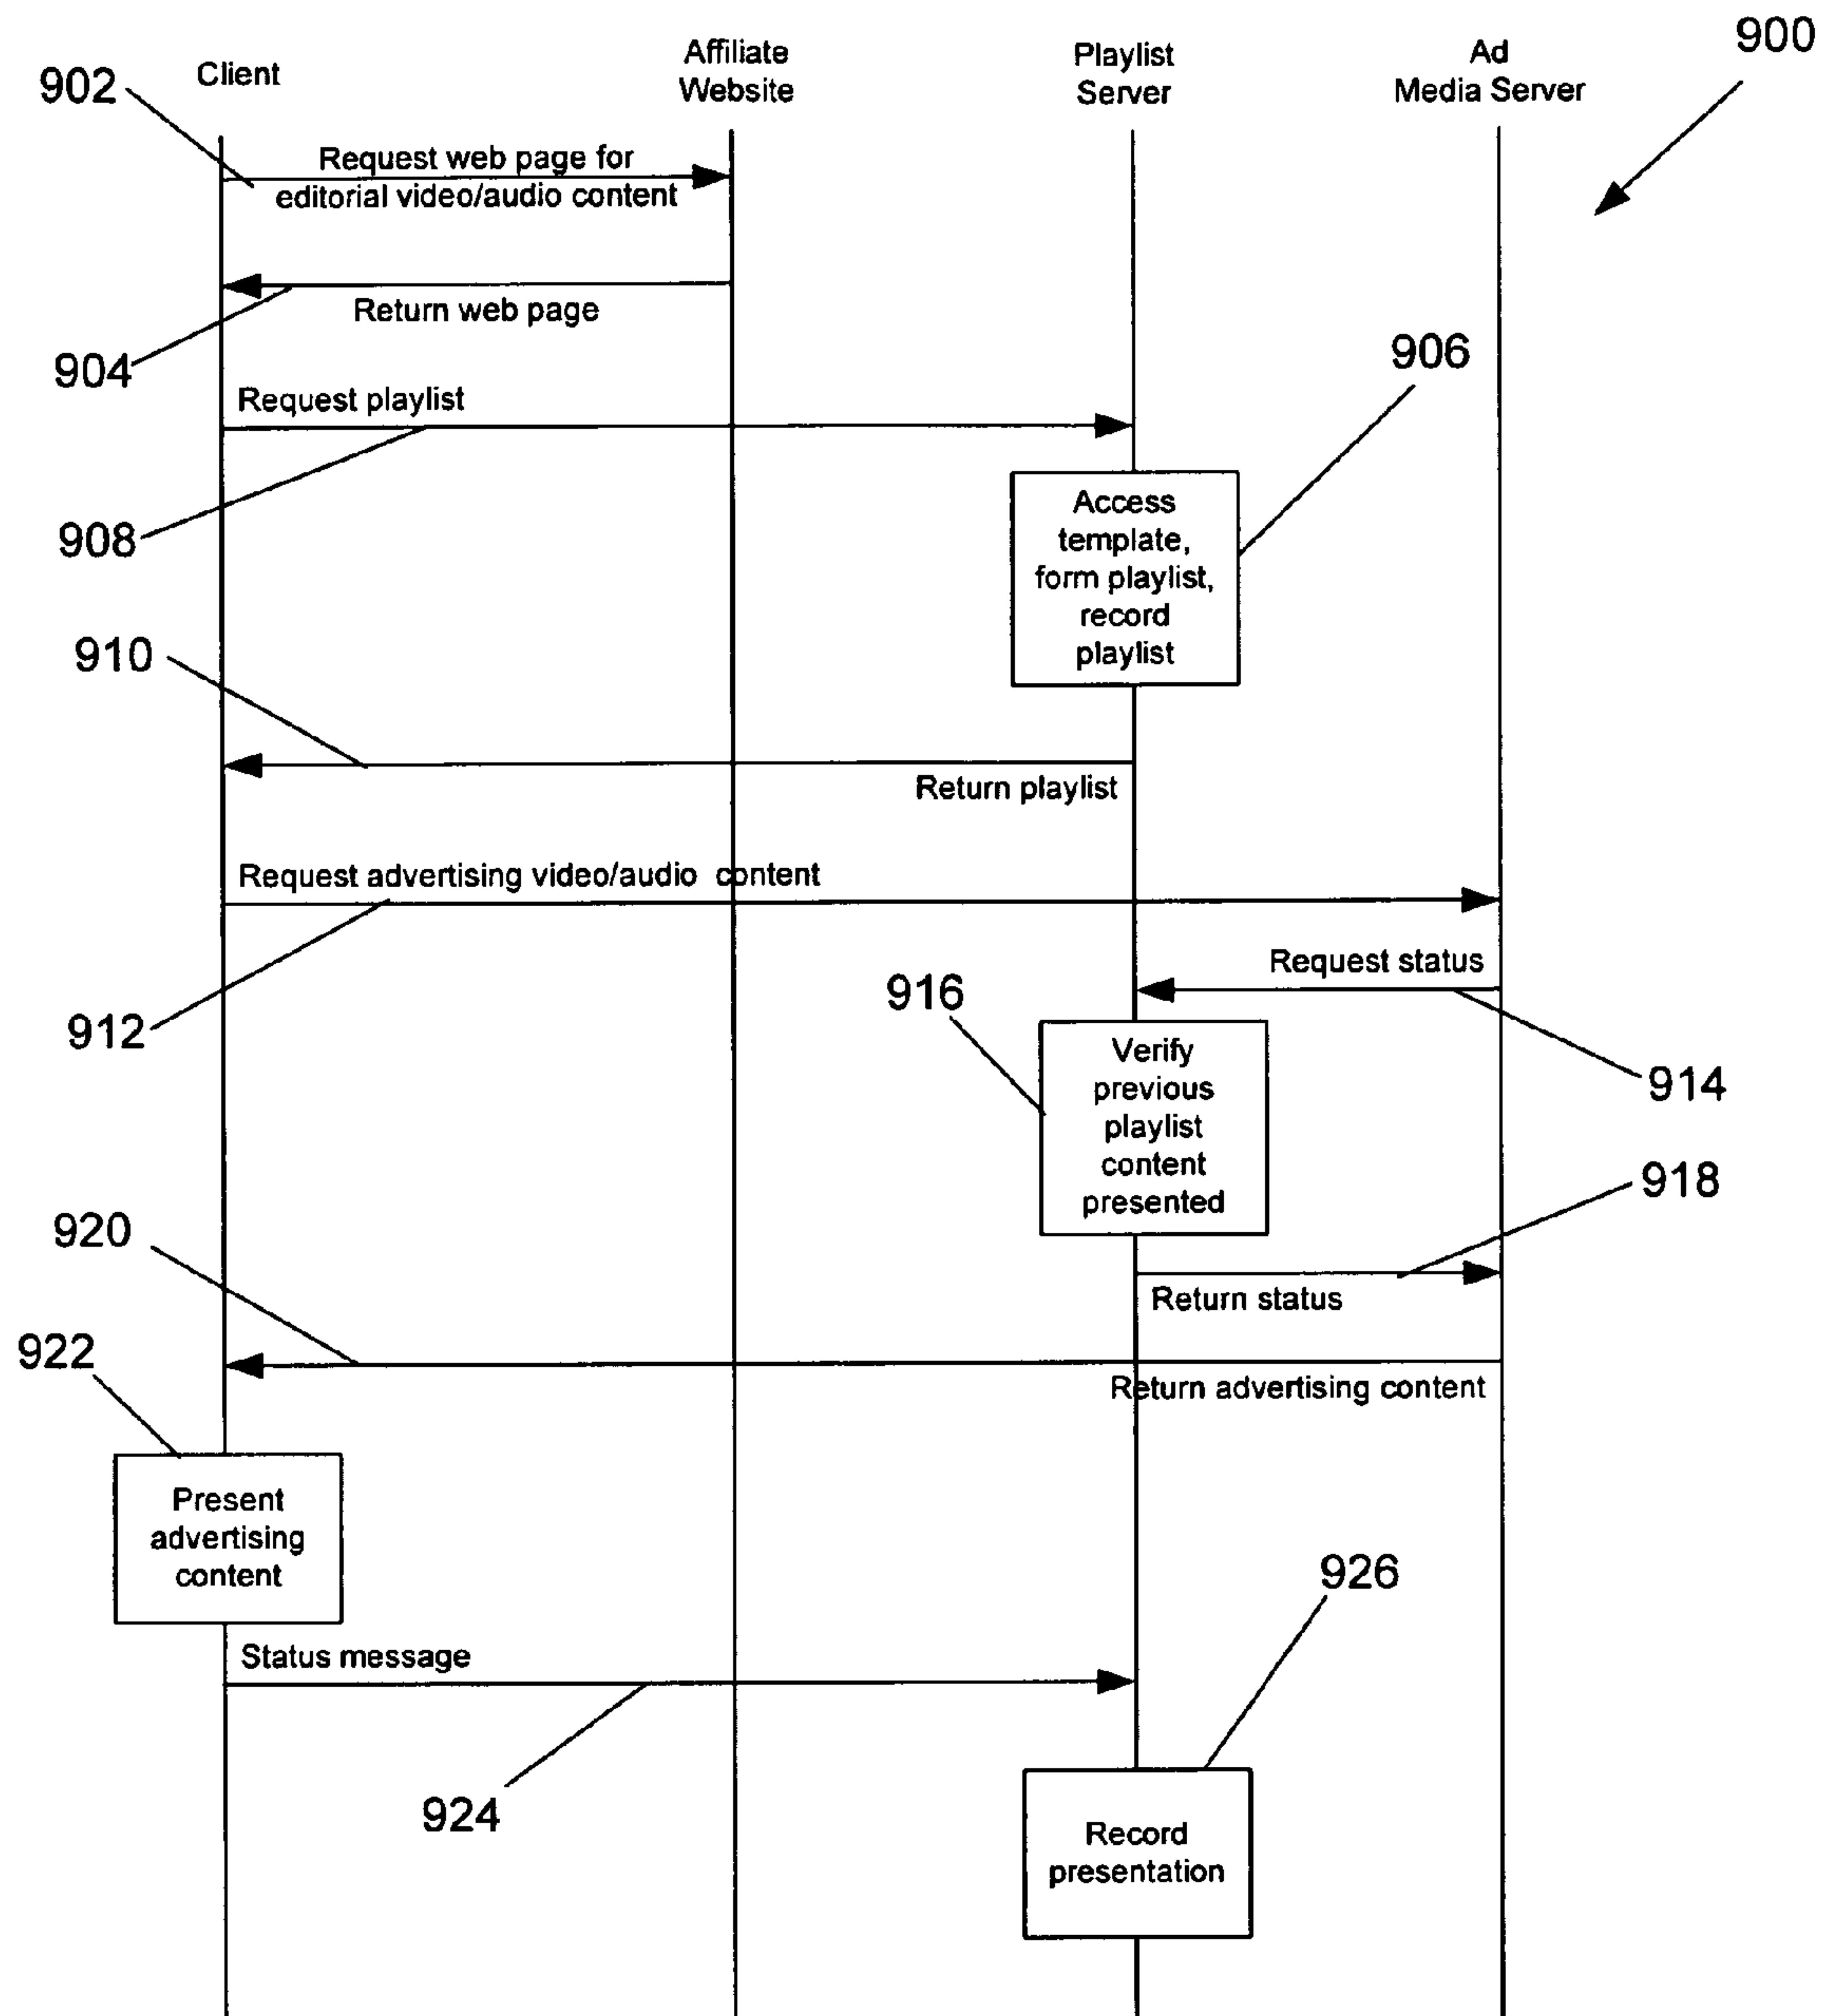 900
Affiliate
Website
Playlist
Server
Ad
Media Server
Client
902
Request web page for
editorial video/audio content
Return web page
904
906
Request playlist
908
Access
template,
form playlist,
record
playlist
910
Return playlist
Request advertising video/audio content
Request status
912
916
914
Verify
previous
playlist
content
presented
918
920
Return status
922
Return advertising content
Present
advertising
content
926
Status message
924
Record
presentation